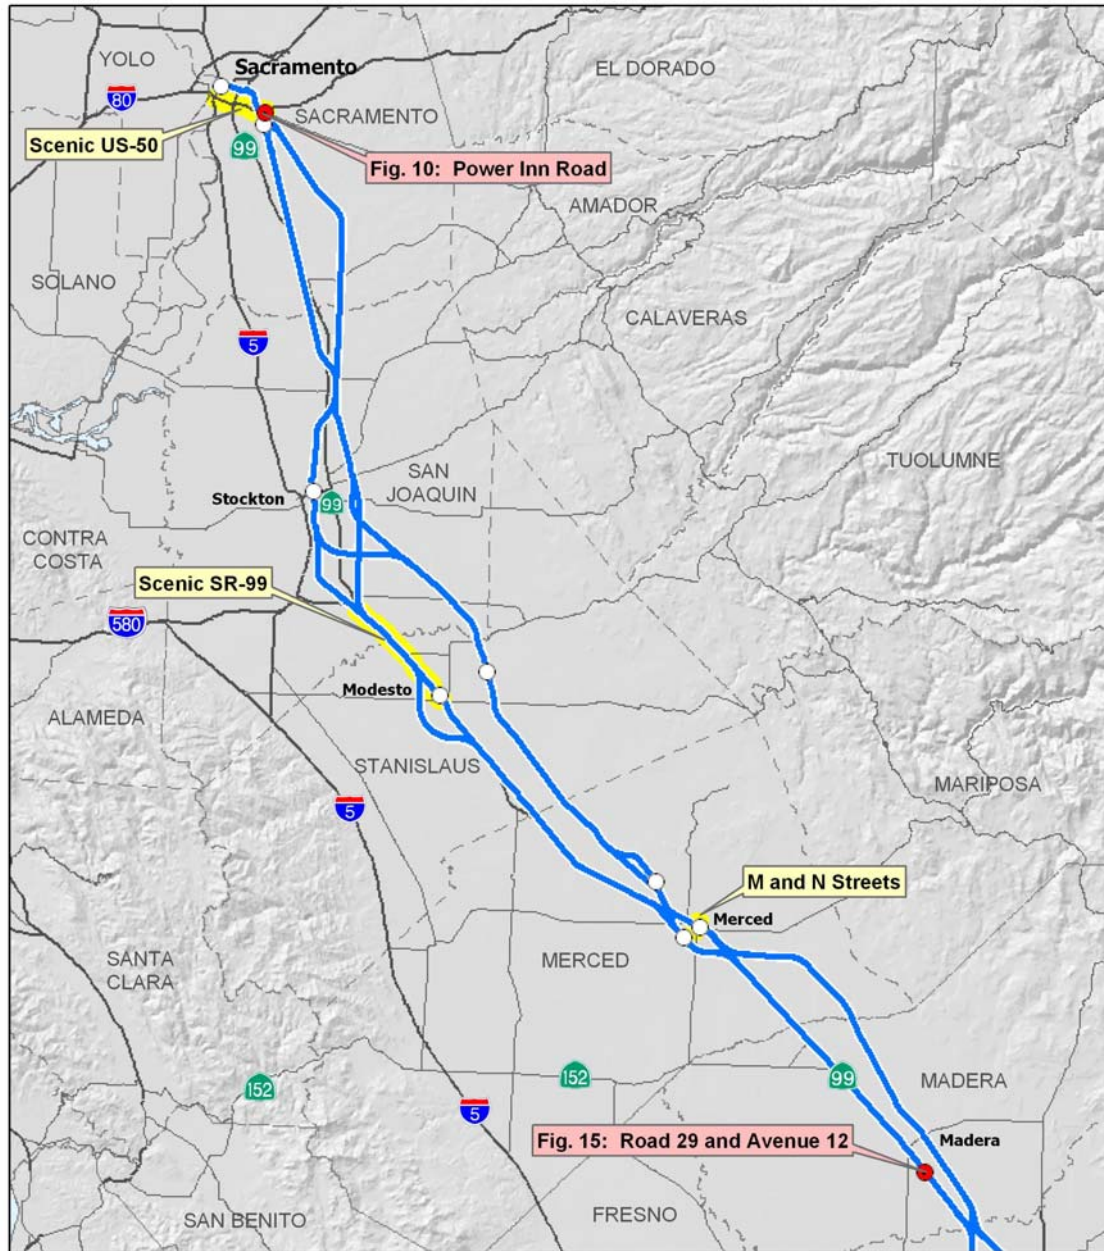 YOLO
EL DORADO
Sacramento
80
SACRAMENTO
Scenic US-50
99
Fig. 10: Power Inn Road
AMADOR
SOLANO
CALAVERAS
5
TUOLUMNE
SAN
JOAQUIN
Stockton
99
CONTRA
COSTA
Scenic SR-99
580
Modesto
ALAMEDA
STANISLAUS
MARIPOSA
5
M and N Streets
Merced
SANTA
CLARA
MERCED
152
152
99
MADERA
5
Fig. 15: Road 29 and Avenue 12
Madera
SAN BENITO
FRESNO